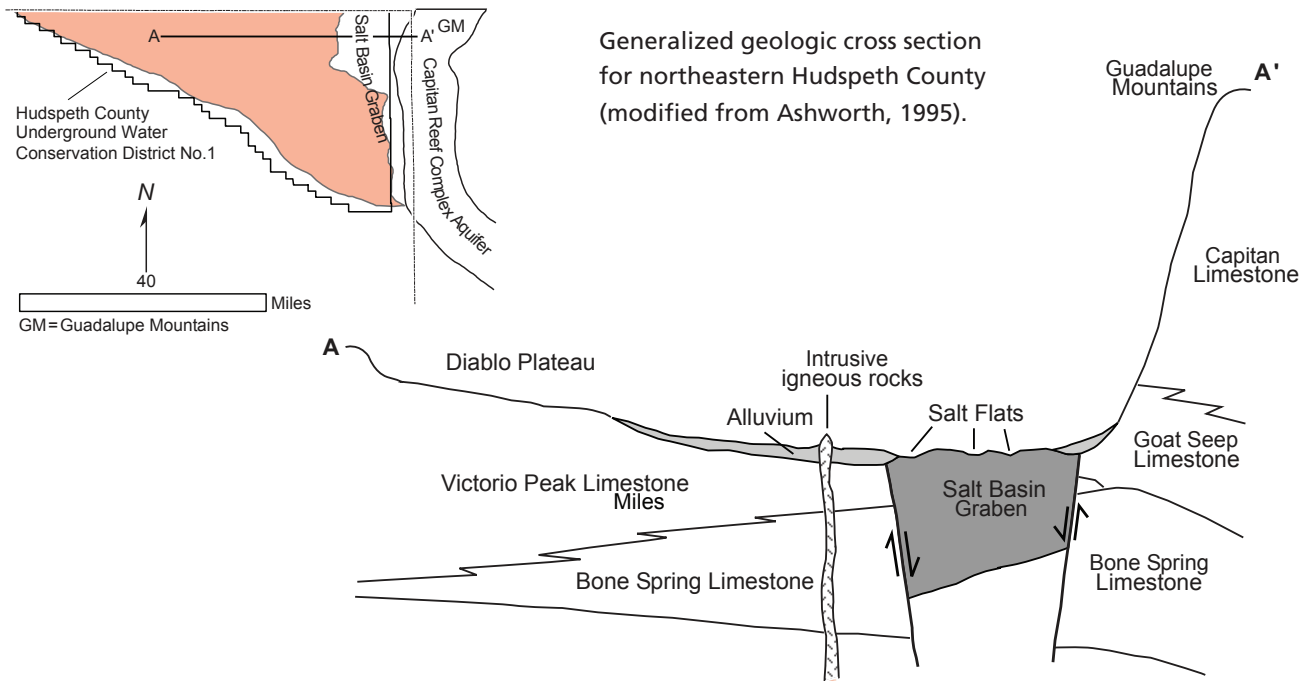 A
Salt Basin Graben
A'
GM
Capitan Reef Complex Aquifer
Hudspeth County
Underground Water
Conservation District No.1
N
40
Miles
GM=Guadalupe Mountains
Generalized geologic cross section
for northeastern Hudspeth County
(modified from Ashworth, 1995).
Guadalupe
Mountains
A'
Capitan
Limestone
A
Diablo Plateau
Intrusive
igneous rocks
Alluvium
Salt Flats
Goat Seep
Limestone
Victorio Peak Limestone
Miles
Salt Basin
Graben
Bone Spring Limestone
Bone Spring
Limestone